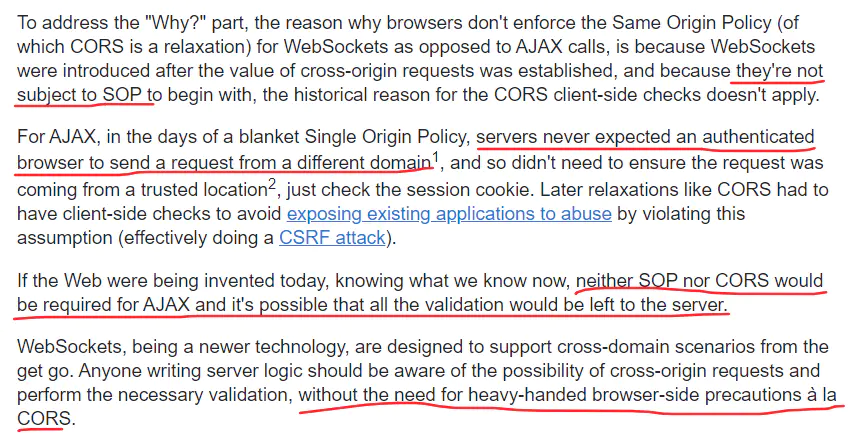 To address the "Why?" part, the reason why browsers don't enforce the Same Origin Policy (of
which CORS is a relaxation) for WebSockets as opposed to AJAX calls, is because WebSockets
were introduced after the value of cross-origin requests was established, and because they're not
subject to SOP to begin with, the historical reason for the CORS client-side checks doesn't apply.
For AJAX, in the days of a blanket Single Origin Policy, servers never expected an authenticated
browser to send a request from a different domain1, and so didn't need to ensure the request was
coming from a trusted location2, just check the session cookie. Later relaxations like CORS had to
have client-side checks to avoid exposing existing applications to abuse by violating this
assumption (effectively doing a CSRF attack).
If the Web were being invented today, knowing what we know now, neither SOP nor CORS would
be required for AJAX and it's possible that all the validation would be left to the server.
WebSockets, being a newer technology, are designed to support cross-domain scenarios from the
get go. Anyone writing server logic should be aware of the possibility of cross-origin requests and
perform the necessary validation, without the need for heavy-handed browser-side precautions à la
CORS.